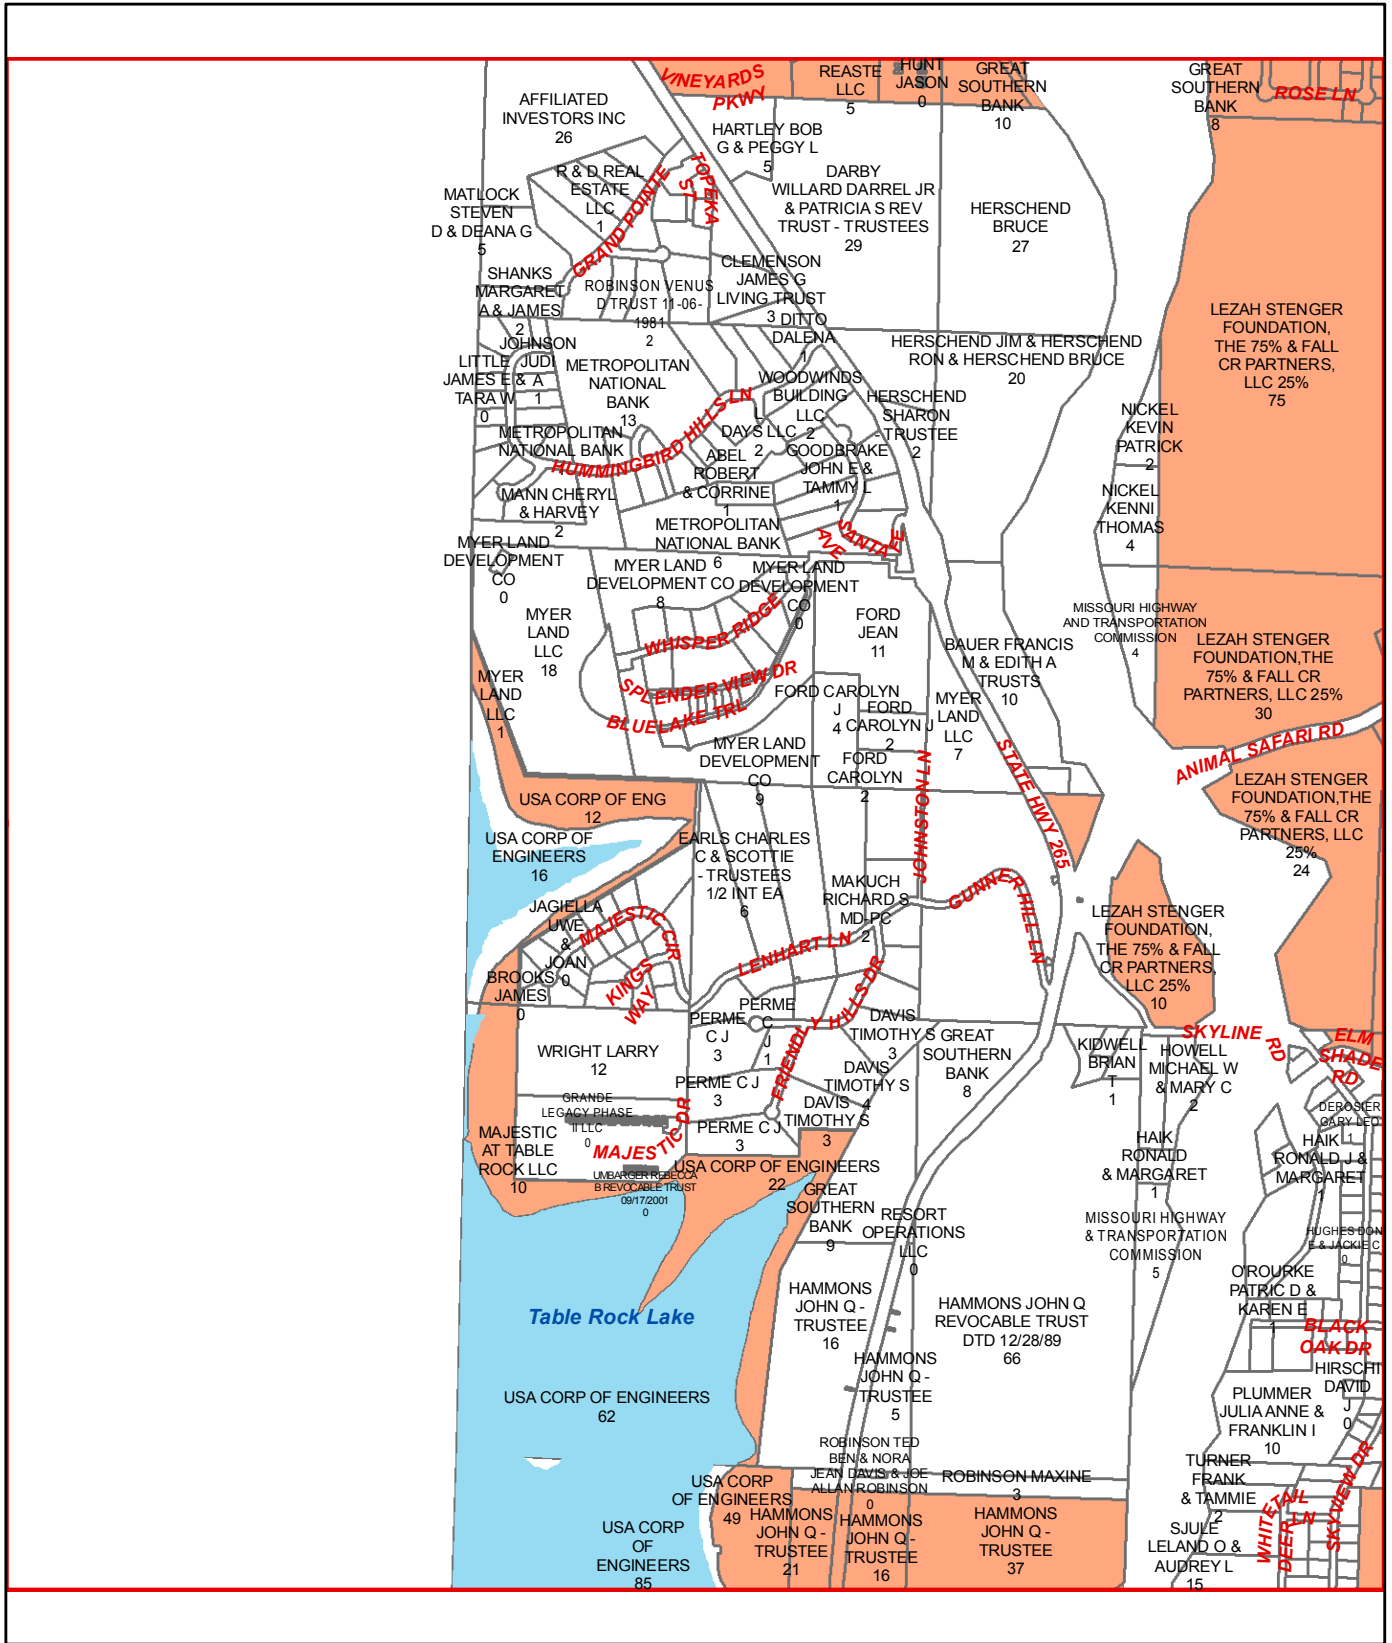 VINEYARDS
PKWY
REASTE
LLC
5
HUNT
JASON
0
GREAT
SOUTHERN
BANK
10
GREAT
SOUTHERN
BANK
8
ROSE LN
AFFILIATED
INVESTORS INC
26
HARTLEY BOB
G & PEGGY L
5
R & D REAL
ESTATE
LLC
1
GRAND POINTE
TOPEKA
ST
DARBY
WILLARD DARREL JR
& PATRICIA S REV
TRUST - TRUSTEES
29
HERSCHEND
BRUCE
27
MATLOCK
STEVEN
D & DEANA G
5
SHANKS
MARGARET
A & JAMES
2
ROBINSON VENUS
D TRUST 11-06-
1981
2
CLEMENSON
JAMES G
LIVING TRUST
3
DITTO
DALENA
1
LEZAH STENGER
FOUNDATION,
THE 75% & FALL
CR PARTNERS,
LLC 25%
75
JOHNSON
JUDI
A
1
LITTLE
JAMES E &
TARA W
0
METROPOLITAN
NATIONAL
BANK
13
HERSCHEND JIM & HERSCHEND
RON & HERSCHEND BRUCE
20
WOODWINDS
BUILDING
LLC
2
HERSCHEND
SHARON
- TRUSTEE
2
L
DAYS LLC
2
HUMMINGBIRD HILLS LN
METROPOLITAN
NATIONAL BANK
ABEL
ROBERT
& CORRINE
1
GOODBRAKE
JOHN E &
TAMMY L
1
NICKEL
KEVIN
PATRICK
2
NICKEL
KENNI
THOMAS
4
MANN CHERYL
& HARVEY
2
METROPOLITAN
NATIONAL BANK
6
SANTA FE
AVE
MYER LAND
DEVELOPMENT
CO
0
MYER LAND
DEVELOPMENT CO
8
MYER LAND
DEVELOPMENT
CO
0
MYER
LAND
LLC
18
WHISPER RIDGE
FORD
JEAN
11
MISSOURI HIGHWAY
AND TRANSPORTATION
COMMISSION
4
LEZAH STENGER
FOUNDATION,THE
75% & FALL CR
PARTNERS, LLC 25%
30
BAUER FRANCIS
M & EDITH A
TRUSTS
10
MYER
LAND
LLC
1
SPLENDER VIEW DR
BLUELAKE TRL
FORD CAROLYN
J
4
FORD
CAROLYN J
2
MYER
LAND
LLC
7
STATE HWY 265
ANIMAL SAFARI RD
MYER LAND
DEVELOPMENT
CO
9
FORD
CAROLYN
2
JOHNSTON LN
LEZAH STENGER
FOUNDATION,THE
75% & FALL CR
PARTNERS, LLC
25%
24
USA CORP OF ENG
12
USA CORP OF
ENGINEERS
16
EARLS CHARLES
C & SCOTTIE
- TRUSTEES
1/2 INT EA
6
MAKUCH
RICHARD S
MD-PC
2
GUNNER HILL LN
JAGIELLA
UWE
&
JOAN
0
MAJESTIC CIR
LENHART LN
LEZAH STENGER
FOUNDATION,
THE 75% & FALL
CR PARTNERS,
LLC 25%
10
BROOKS
JAMES
0
KINGS
WAY
PERME
C J
3
PERME
C
J
1
FRIENDLY HILLS DR
DAVIS
TIMOTHY S
3
GREAT
SOUTHERN
BANK
8
SKYLINE RD
ELM
SHADE
RD
KIDWELL
BRIAN
T
1
HOWELL
MICHAEL W
& MARY C
2
WRIGHT LARRY
12
PERME C J
3
DAVIS
TIMOTHY S
4
GRANDE
LEGACY PHASE
II LLC
0
MAJESTIC DR
PERME C J
3
DAVIS
TIMOTHY S
3
DEROSIER
GARY LEO
1
HAIK
RONALD J &
MARGARET
1
MAJESTIC
AT TABLE
ROCK LLC
10
UMBARGER REBECCA
B REVOCABLE TRUST
09/17/2001
0
USA CORP OF ENGINEERS
22
HAIK
RONALD
& MARGARET
1
GREAT
SOUTHERN
BANK
9
RESORT
OPERATIONS
LLC
0
MISSOURI HIGHWAY
& TRANSPORTATION
COMMISSION
5
HUGHES DON
E & JACKIE C
0
Table Rock Lake
HAMMONS
JOHN Q -
TRUSTEE
16
HAMMONS JOHN Q
REVOCABLE TRUST
DTD 12/28/89
66
O'ROURKE
PATRIC D &
KAREN E
1
BLACK
OAK DR
HAMMONS
JOHN Q -
TRUSTEE
5
HIRSCHI
DAVID
J
0
USA CORP OF ENGINEERS
62
PLUMMER
JULIA ANNE &
FRANKLIN I
10
ROBINSON TED
BEN & NORA
JEAN DAVIS & JOE
ALLAN ROBINSON
0
ROBINSON MAXINE
3
TURNER
FRANK
& TAMMIE
2
SKYVIEW DR
WHITETAIL
DEER LN
USA CORP
OF ENGINEERS
49
HAMMONS
JOHN Q -
TRUSTEE
21
HAMMONS
JOHN Q -
TRUSTEE
16
HAMMONS
JOHN Q -
TRUSTEE
37
USA CORP
OF
ENGINEERS
85
SJULE
LELAND O &
AUDREY L
15